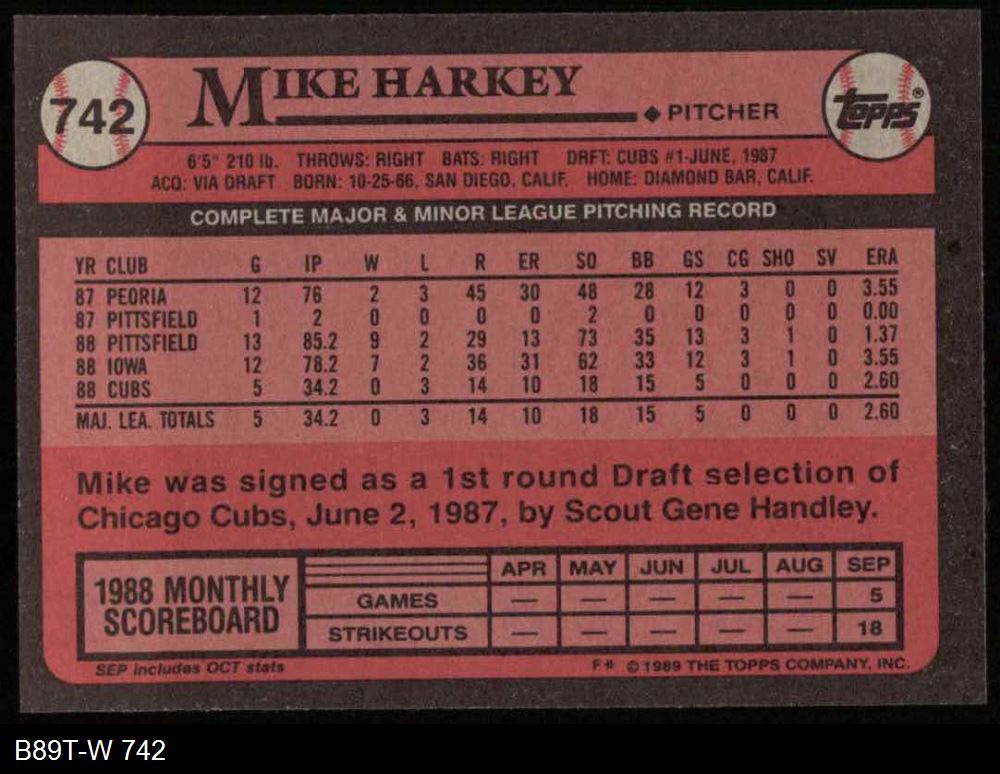 742
MIKE HARKEY
◆ PITCHER
TOPPS®
6'5" 210 lb. THROWS: RIGHT BATS: RIGHT DRFT: CUBS #1-JUNE, 1987
ACQ: VIA DRAFT BORN: 10-25-66, SAN DIEGO, CALIF. HOME: DIAMOND BAR, CALIF.
COMPLETE MAJOR & MINOR LEAGUE PITCHING RECORD
YR CLUB G IP W L R ER SO BB GS CG SHO SV ERA
87 PEORIA 12 76 2 3 45 30 48 28 12 3 0 0 3.55
87 PITTSFIELD 1 2 0 0 0 0 2 0 0 0 0 0 0.00
88 PITTSFIELD 13 85.2 9 2 29 13 73 35 13 3 1 0 1.37
88 IOWA 12 78.2 7 2 36 31 62 33 12 3 1 0 3.55
88 CUBS 5 34.2 0 3 14 10 18 15 5 0 0 0 2.60
MAJ. LEA. TOTALS 5 34.2 0 3 14 10 18 15 5 0 0 0 2.60
Mike was signed as a 1st round Draft selection of
Chicago Cubs, June 2, 1987, by Scout Gene Handley.
1988 MONTHLY
SCOREBOARD
APR MAY JUN JUL AUG SEP
GAMES — — — — — 5
STRIKEOUTS — — — — — 18
SEP includes OCT stats
F# ©1989 THE TOPPS COMPANY, INC.
B89T-W 742